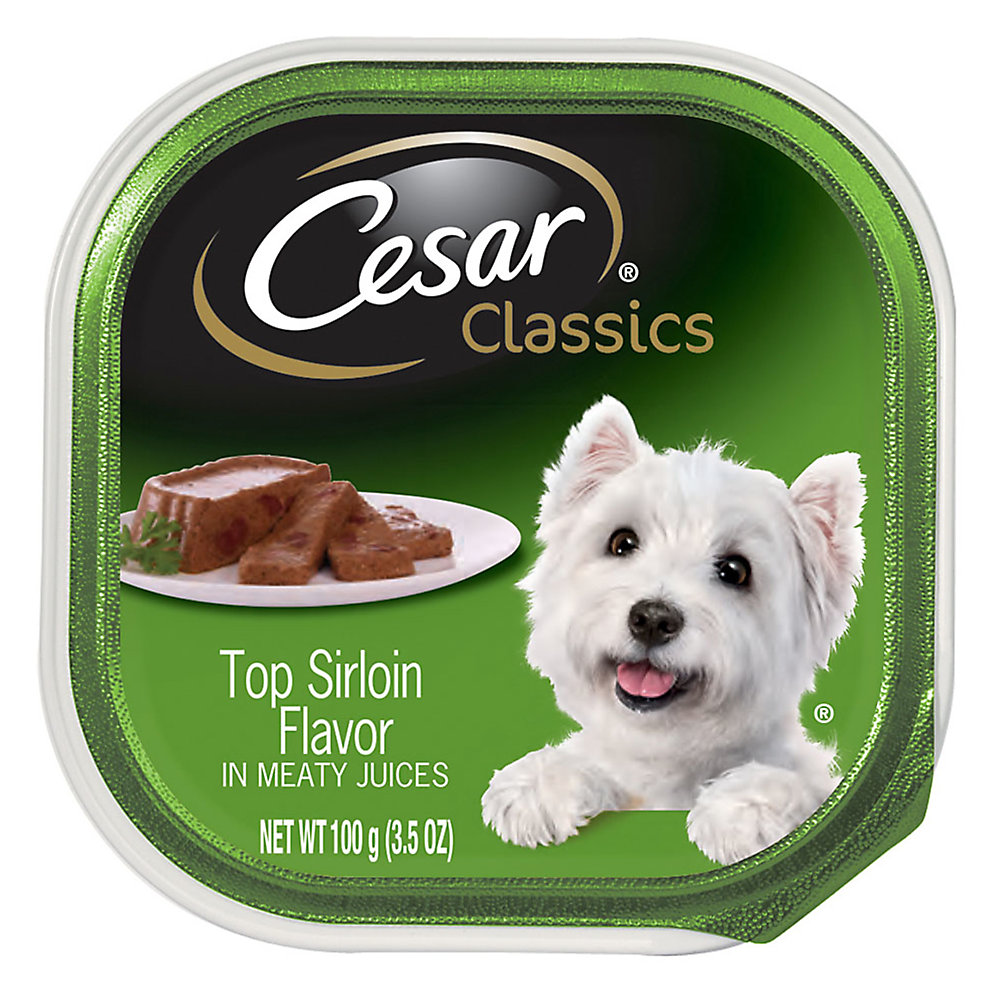 Cesar®
Classics
Top Sirloin
Flavor
IN MEATY JUICES
NET WT 100 g (3.5 OZ)
®